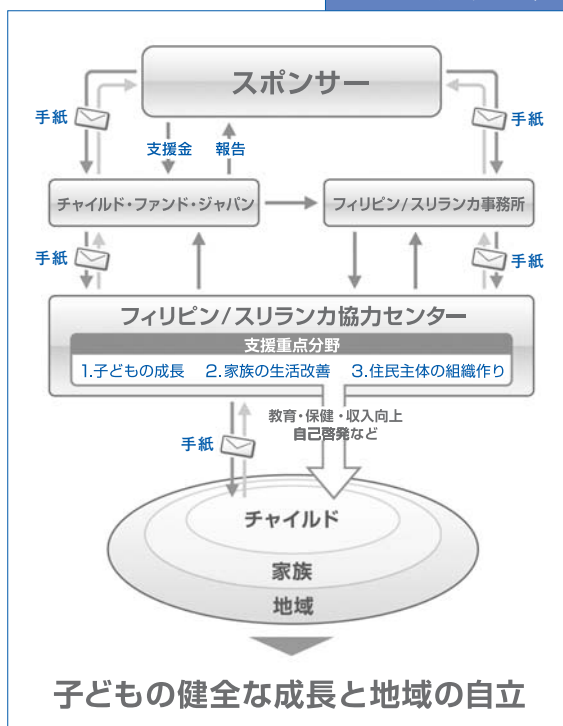 スポンサー
手紙
手紙
支援金
報告
チャイルド・ファンド・ジャパン
フィリピン/スリランカ事務所
手紙
手紙
フィリピン/スリランカ協力センター
支援重点分野
1.子どもの成長 2.家族の生活改善 3.住民主体の組織作り
教育・保健・収入向上
自己啓発など
手紙
チャイルド
家族
地域
子どもの健全な成長と地域の自立